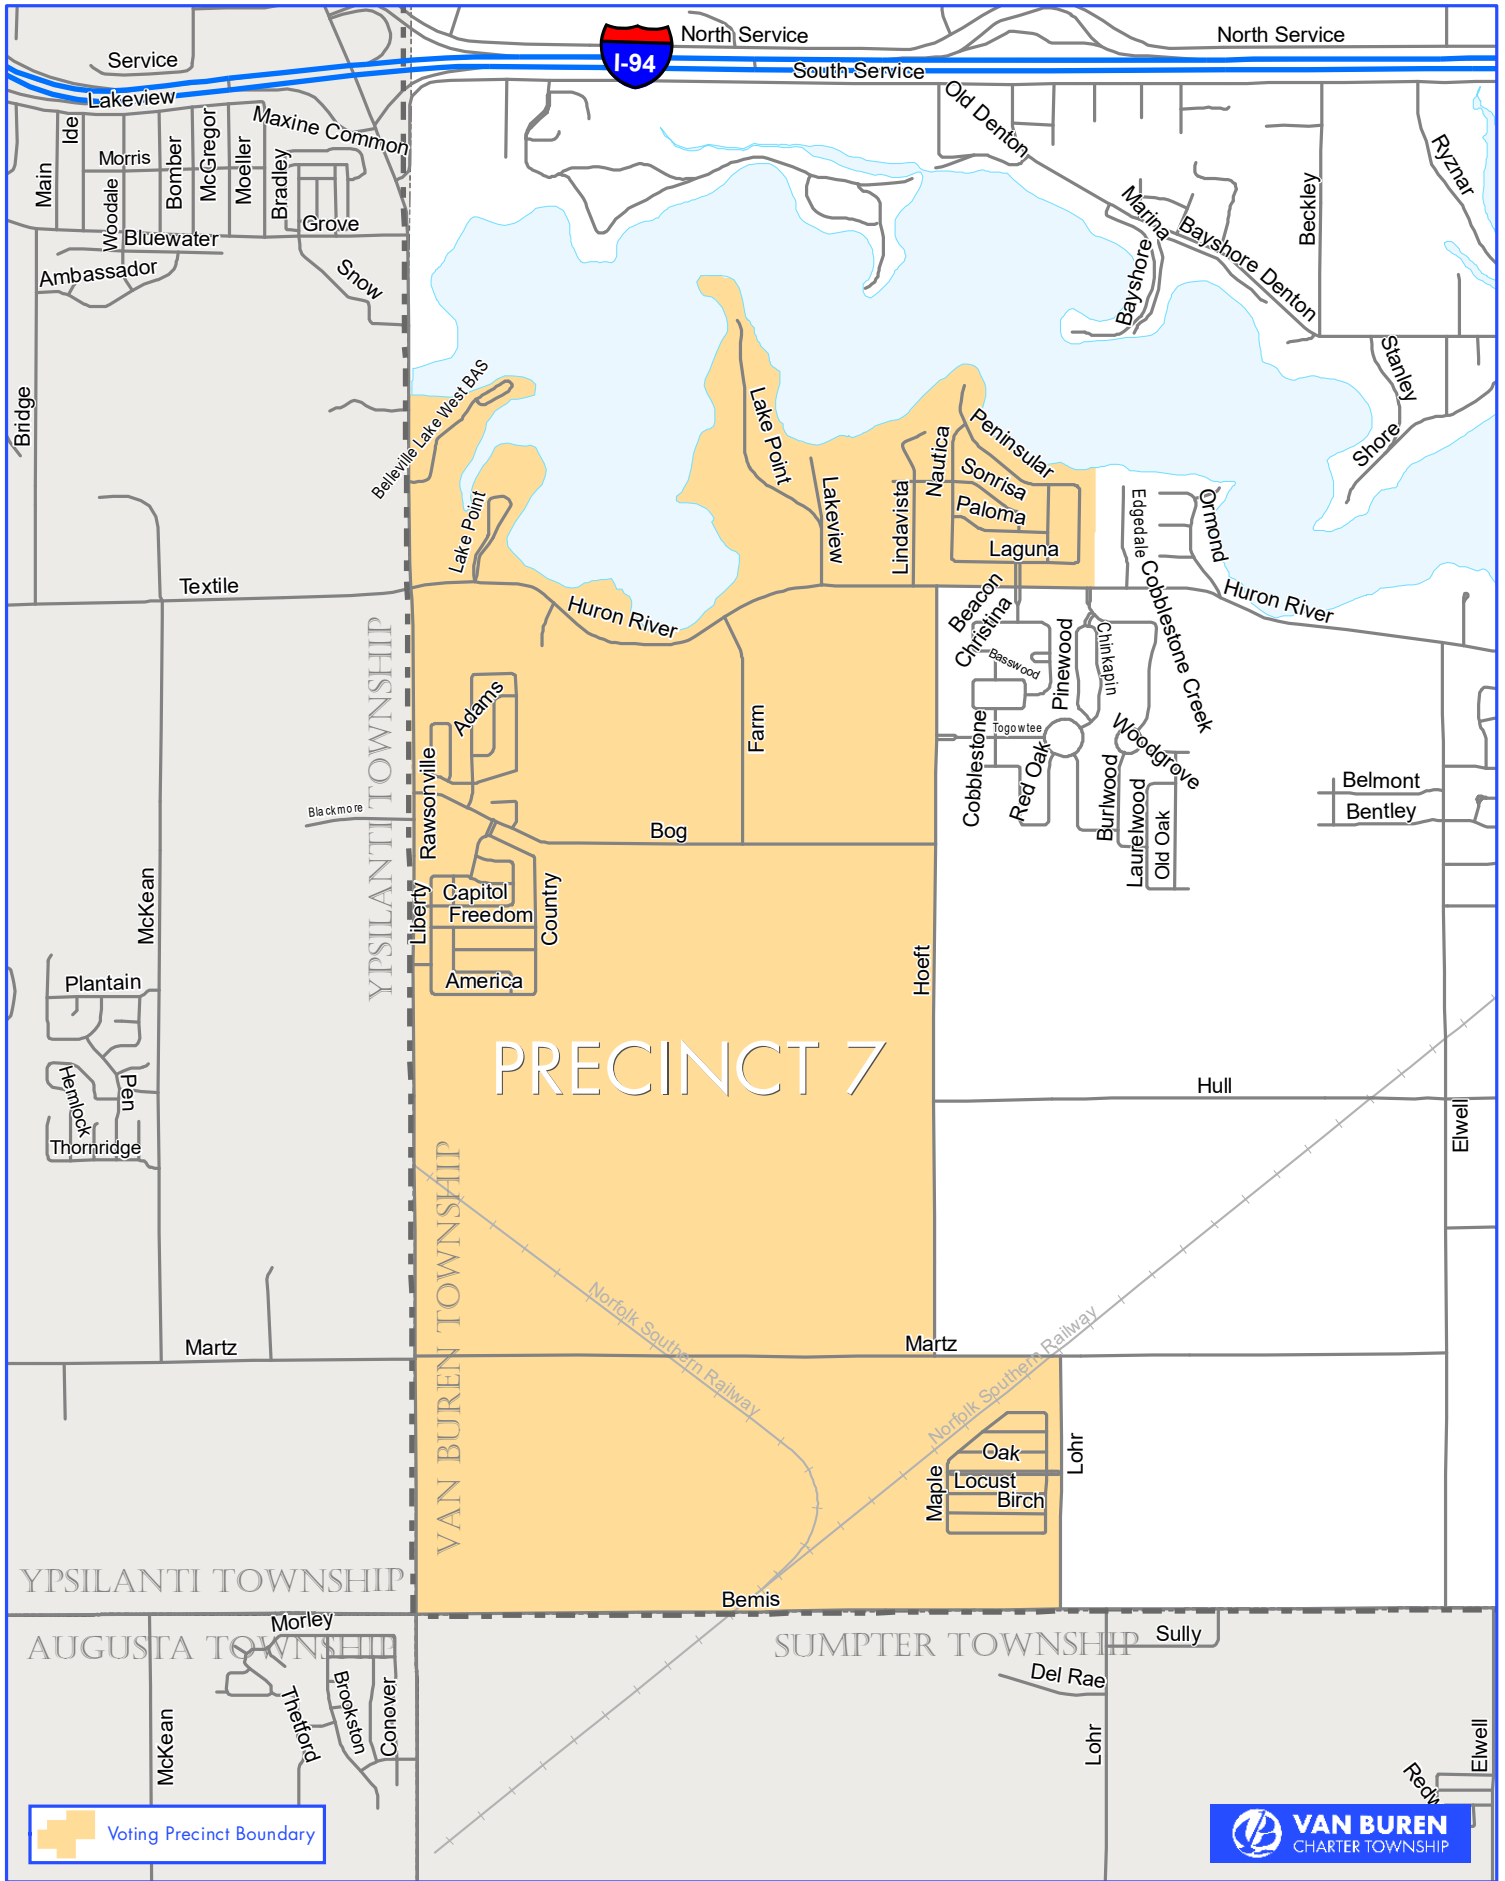 North Service
North Service
Service
I-94
South Service
Lakeview
Old Denton
Maxine Common
Ide
Morris
Bomber
McGregor
Moeller
Bradley
Main
Woodale
Grove
Bluewater
Ambassador
Snow
Ryznar
Beckley
Marina
Bayshore Denton
Bayshore
Stanley
Shore
Bridge
Belleville Lake West BAS
Lake Point
Peninsular
Nautica
Sonrisa
Paloma
Lakeview
Lindavista
Laguna
Lake Point
Edgedale
Ormond
Textile
Huron River
Huron River
Beacon
Christina
Basswood
Pinewood
Chinkapin
Cobblestone Creek
YPSILANTI TOWNSHIP
Adams
Farm
Togowtee
Woodgrove
Cobblestone
Red Oak
Burlwood
Laurelwood
Old Oak
Belmont
Bentley
Rawsonville
Blackmore
Bog
McKean
Capitol
Freedom
Liberty
Country
America
Hoeft
Plantain
PRECINCT 7
Hemlock
Pen
Thornridge
Hull
Elwell
VAN BUREN TOWNSHIP
Norfolk Southern Railway
Norfolk Southern Railway
Martz
Martz
Oak
Locust
Birch
Maple
Lohr
YPSILANTI TOWNSHIP
Bemis
Morley
AUGUSTA TOWNSHIP
SUMPTER TOWNSHIP
Sully
Del Rae
Thetford
Brookston
Conover
McKean
Lohr
Elwell
Redw
Voting Precinct Boundary
VAN BUREN
CHARTER TOWNSHIP